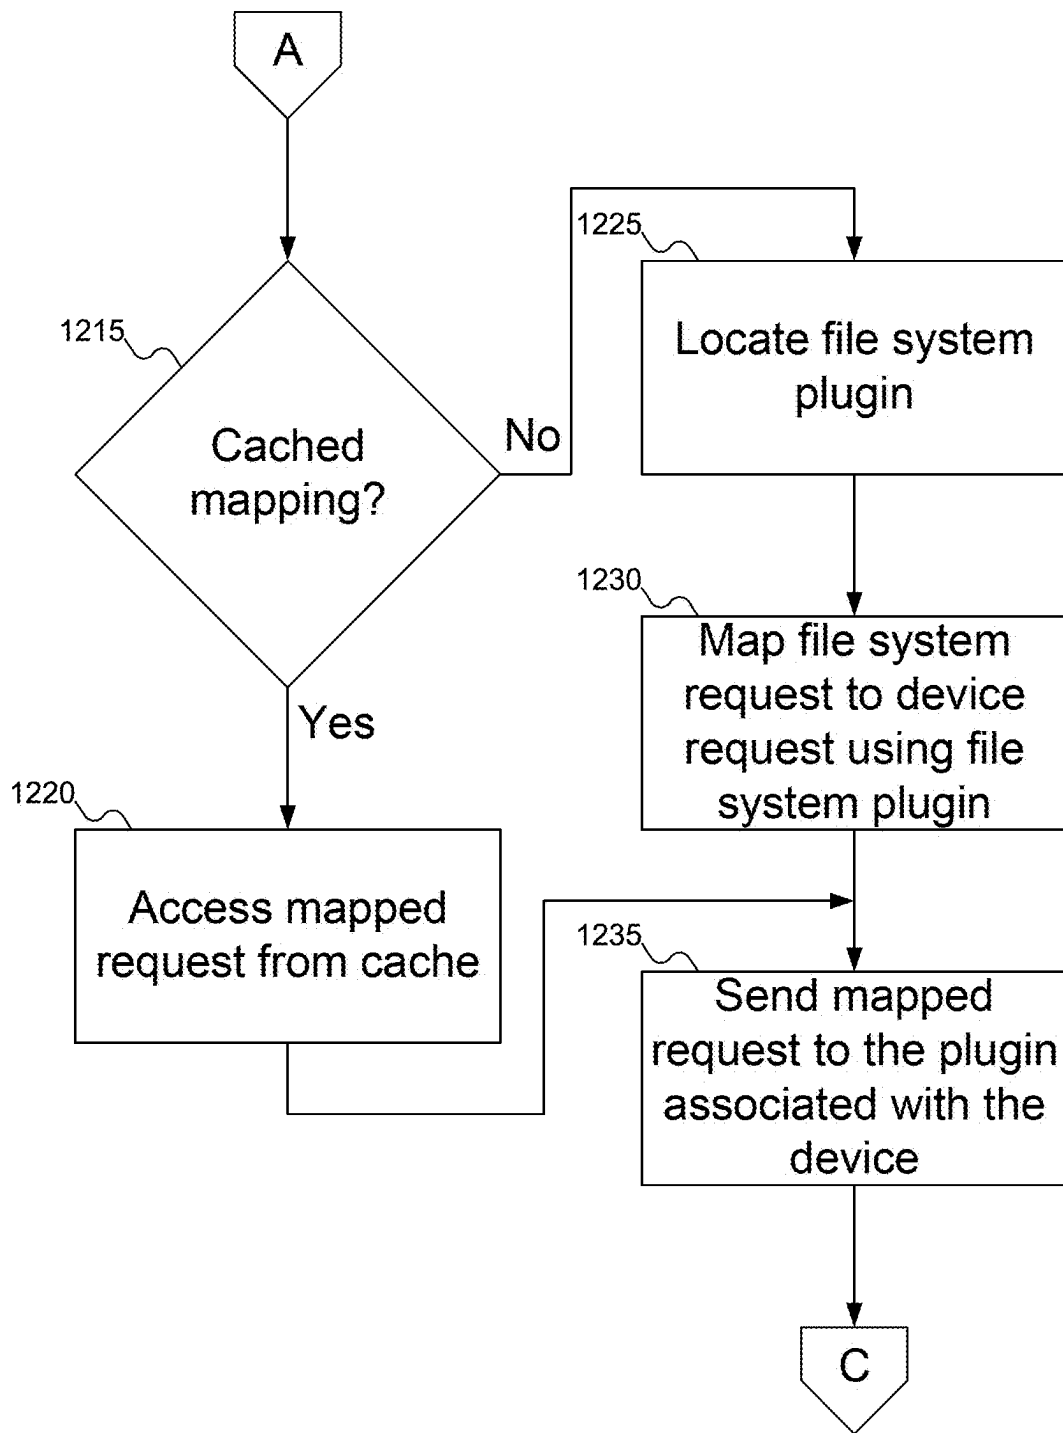 A
1215
Cached
mapping?
No
Yes
1220
Access mapped
request from cache
1225
Locate file system
plugin
1230
Map file system
request to device
request using file
system plugin
1235
Send mapped
request to the plugin
associated with the
device
C